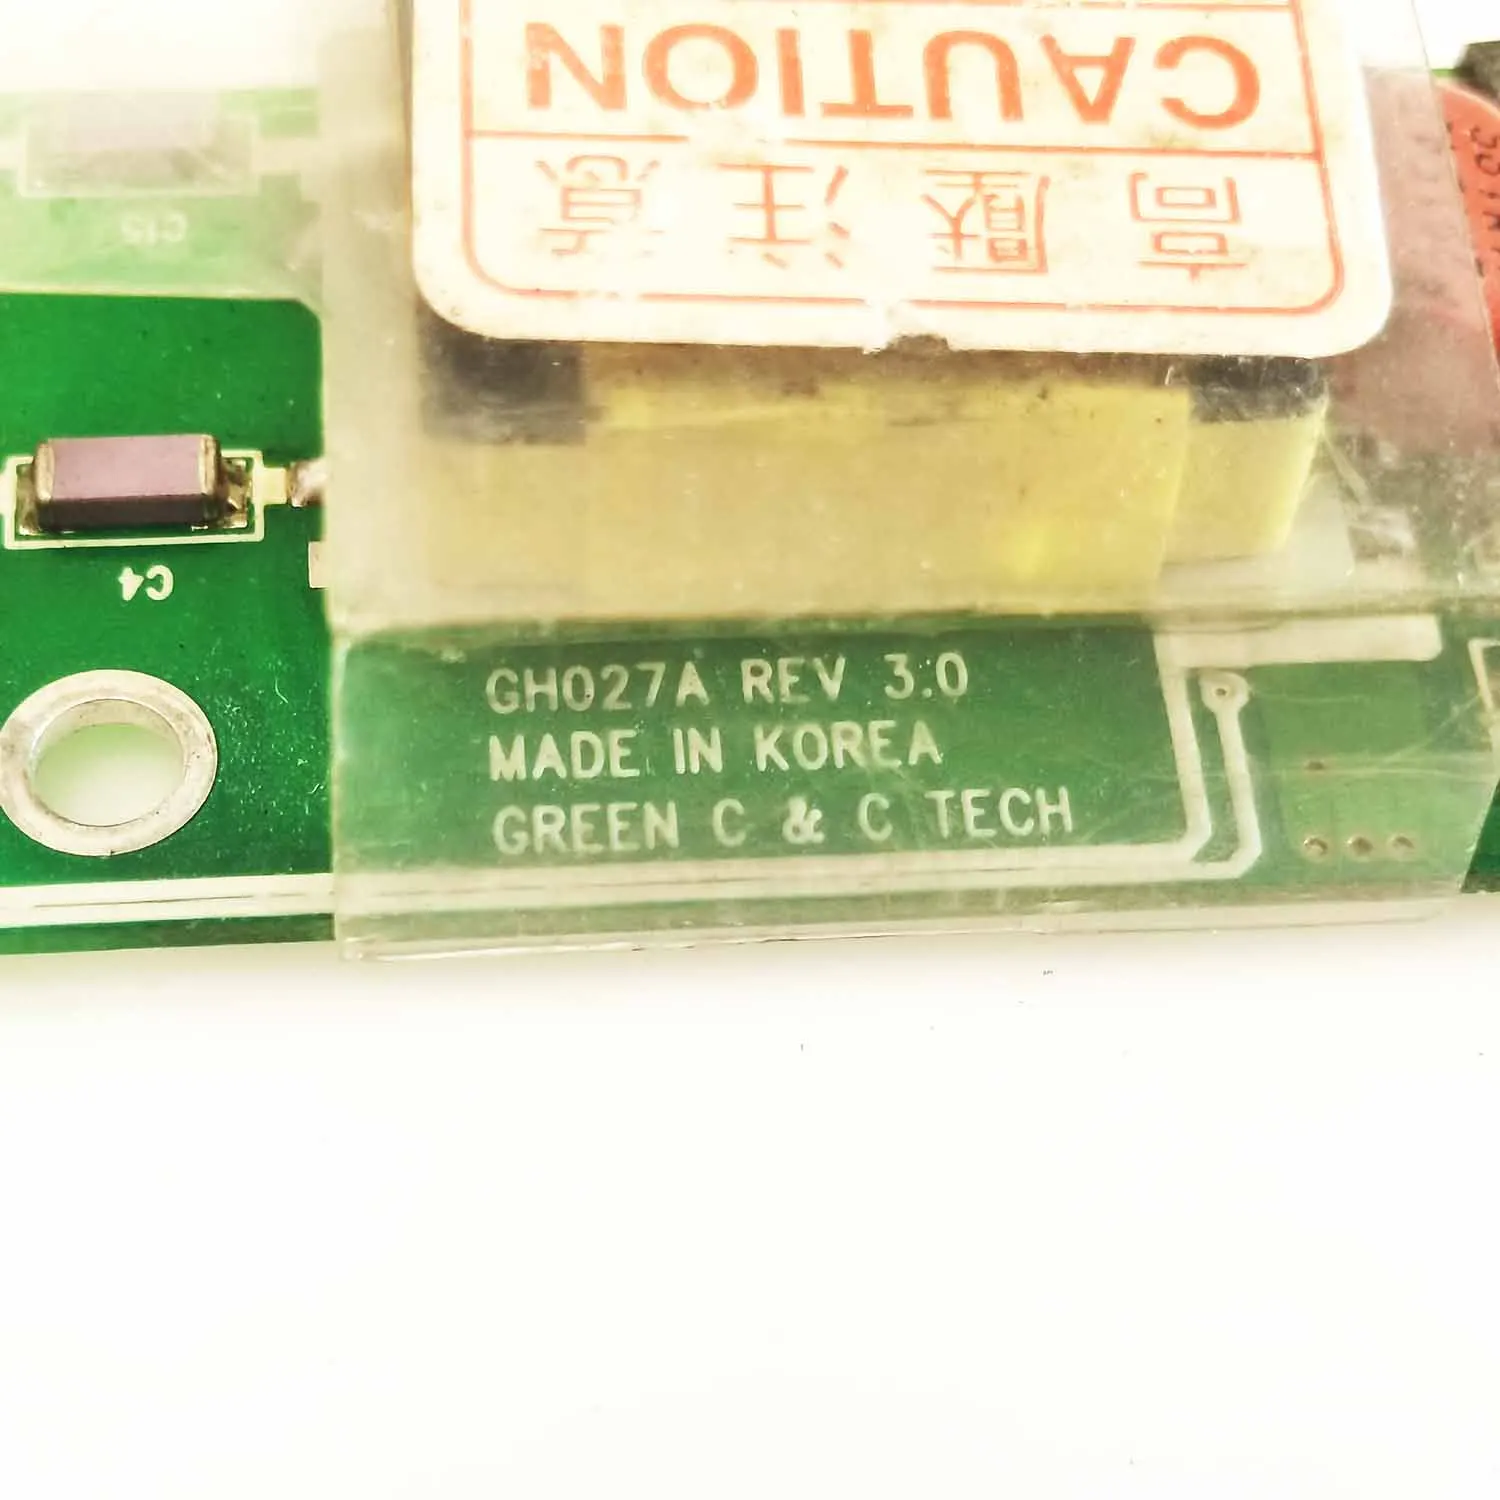 CAUTION
高壓注意
C15
C4
GH027A REV 3.0
MADE IN KOREA
GREEN C & C TECH